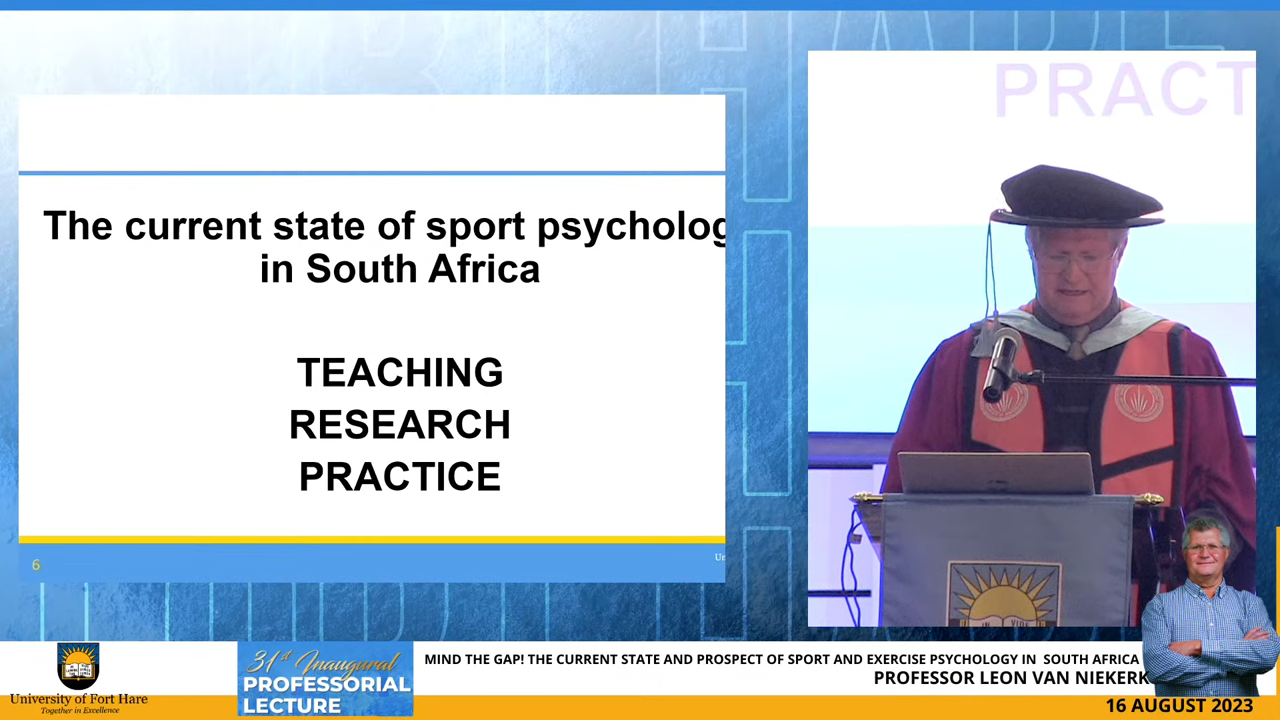 The current state of sport psycholog
in South Africa
TEACHING
RESEARCH
PRACTICE
6
Un
PRACT
University of Fort Hare
Together in Excellence
31st Inaugural
PROFESSORIAL
LECTURE
MIND THE GAP! THE CURRENT STATE AND PROSPECT OF SPORT AND EXERCISE PSYCHOLOGY IN SOUTH AFRICA
PROFESSOR LEON VAN NIEKERK
16 AUGUST 2023